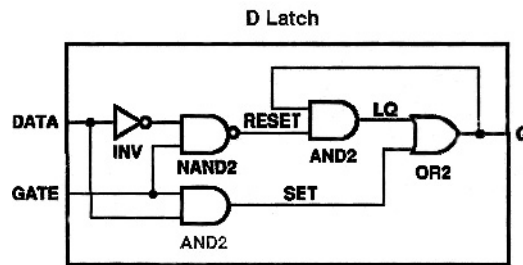 D Latch
DATA
INV
NAND2
RESET
AND2
LQ
OR2
GATE
SET
AND2